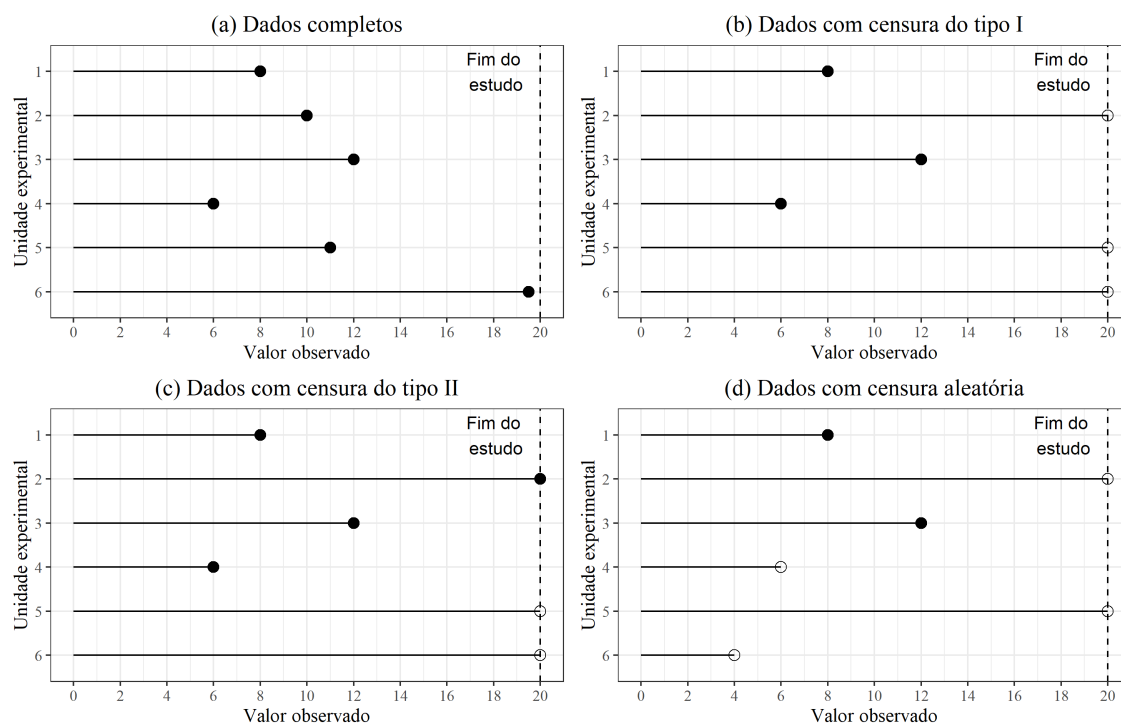 (a) Dados completos
Fim do
estudo
Unidade experimental
1
2
3
4
5
6
0 2 4 6 8 10 12 14 16 18 20
Valor observado
(b) Dados com censura do tipo I
Fim do
estudo
Unidade experimental
1
2
3
4
5
6
0 2 4 6 8 10 12 14 16 18 20
Valor observado
(c) Dados com censura do tipo II
Fim do
estudo
Unidade experimental
1
2
3
4
5
6
0 2 4 6 8 10 12 14 16 18 20
Valor observado
(d) Dados com censura aleatória
Fim do
estudo
Unidade experimental
1
2
3
4
5
6
0 2 4 6 8 10 12 14 16 18 20
Valor observado